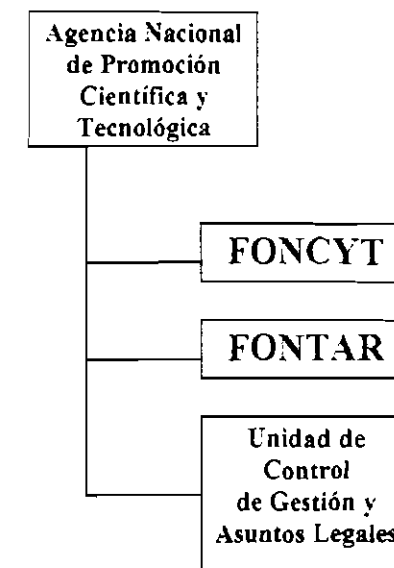 Agencia Nacional
de Promoción
Científica y
Tecnológica
FONCYT
FONTAR
Unidad de
Control
de Gestión y
Asuntos Legales